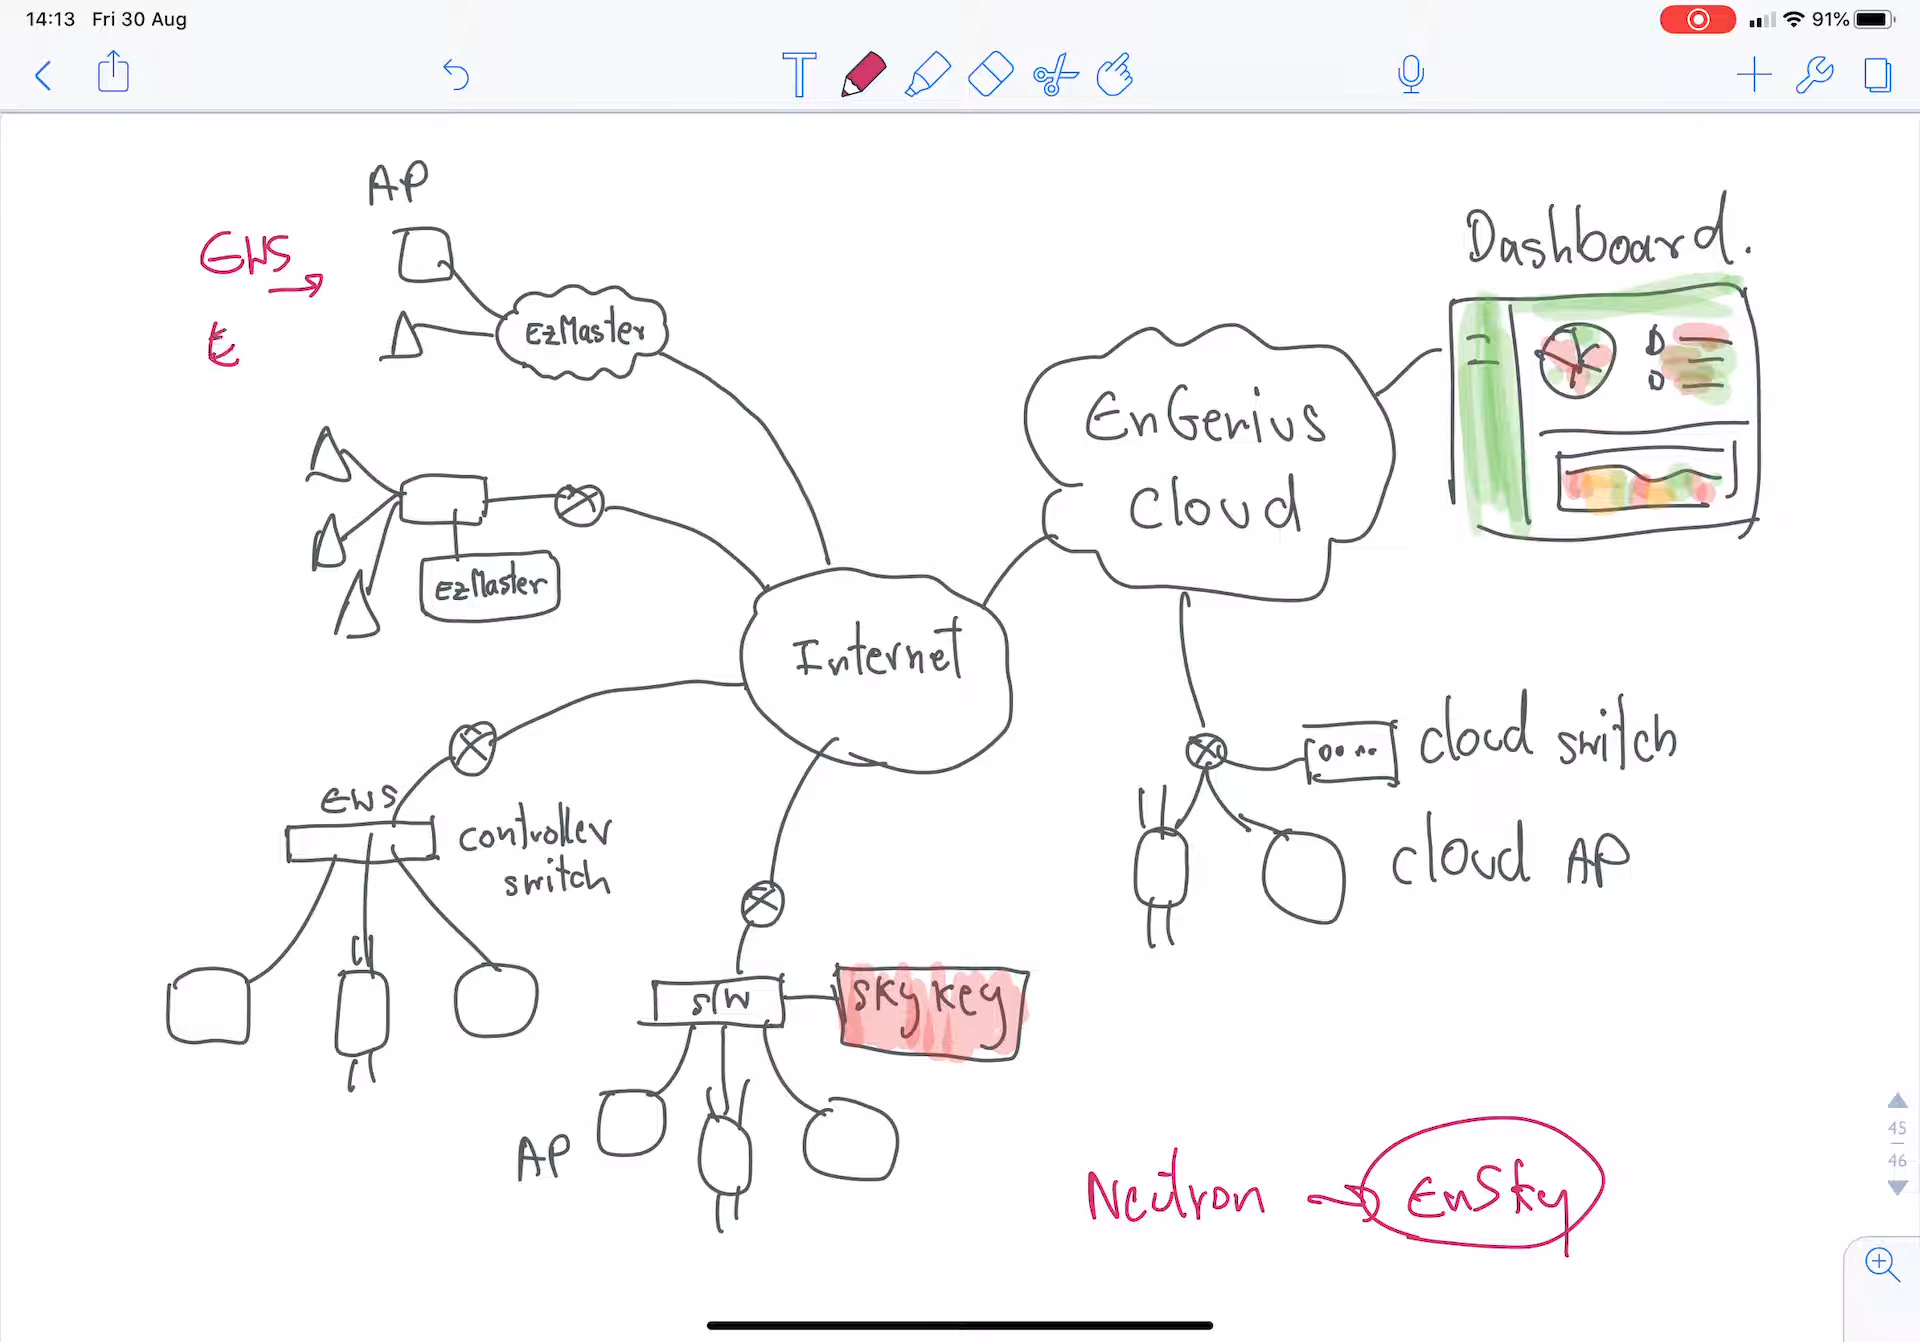 14:13 Fri 30 Aug
91%
T
AP
EWS
E
EzMaster
Dashboard.
EnGenius
Cloud
EzMaster
Internet
EWS
controller
switch
cloud switch
cloud AP
S/W
sky key
AP
Neutron → EnSky
45
46